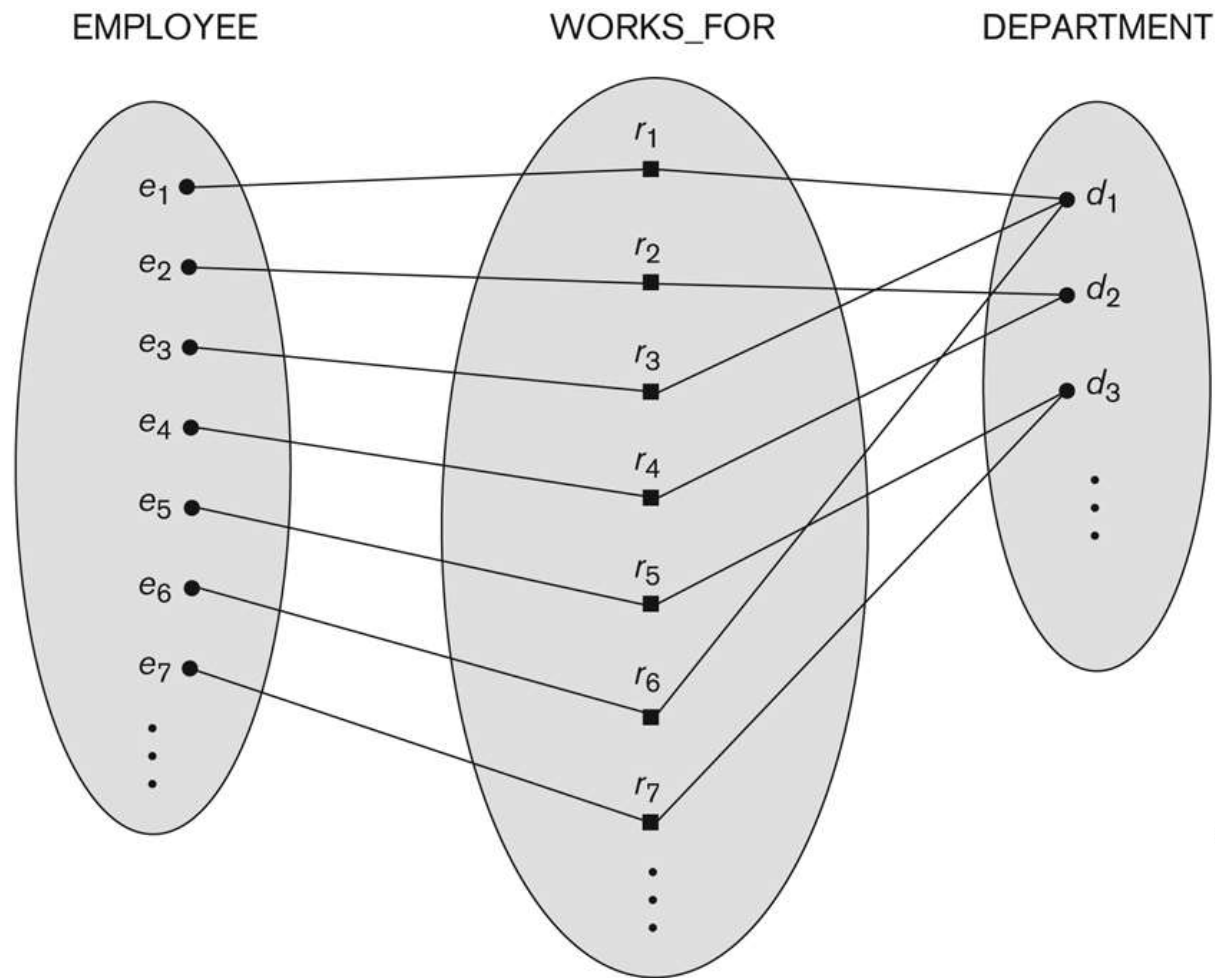 EMPLOYEE WORKS_FOR DEPARTMENT
r₁
e₁ d₁
r₂
e₂ d₂
e₃ r₃
d₃
e₄ r₄
e₅
r₅
e₆
e₇ r₆
r₇